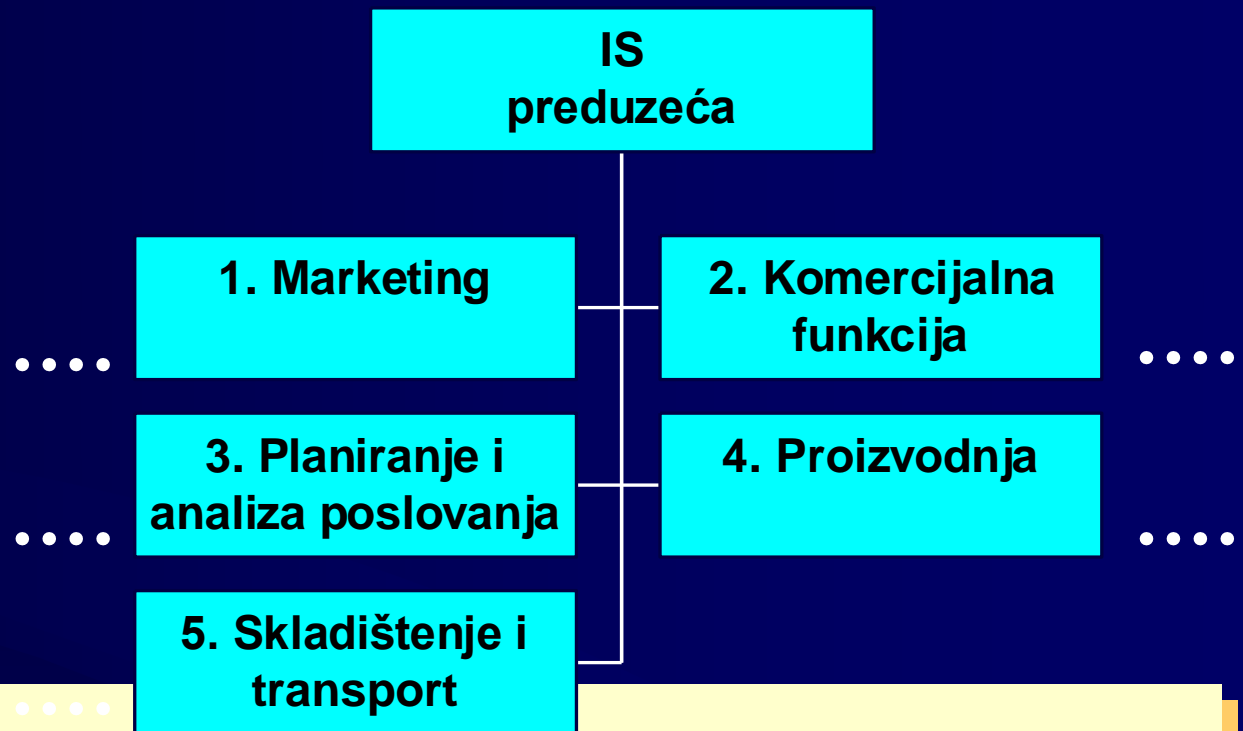 IS
preduzeća
1. Marketing
2. Komercijalna
funkcija
....
....
3. Planiranje i
analiza poslovanja
4. Proizvodnja
....
....
5. Skladištenje i
transport
....